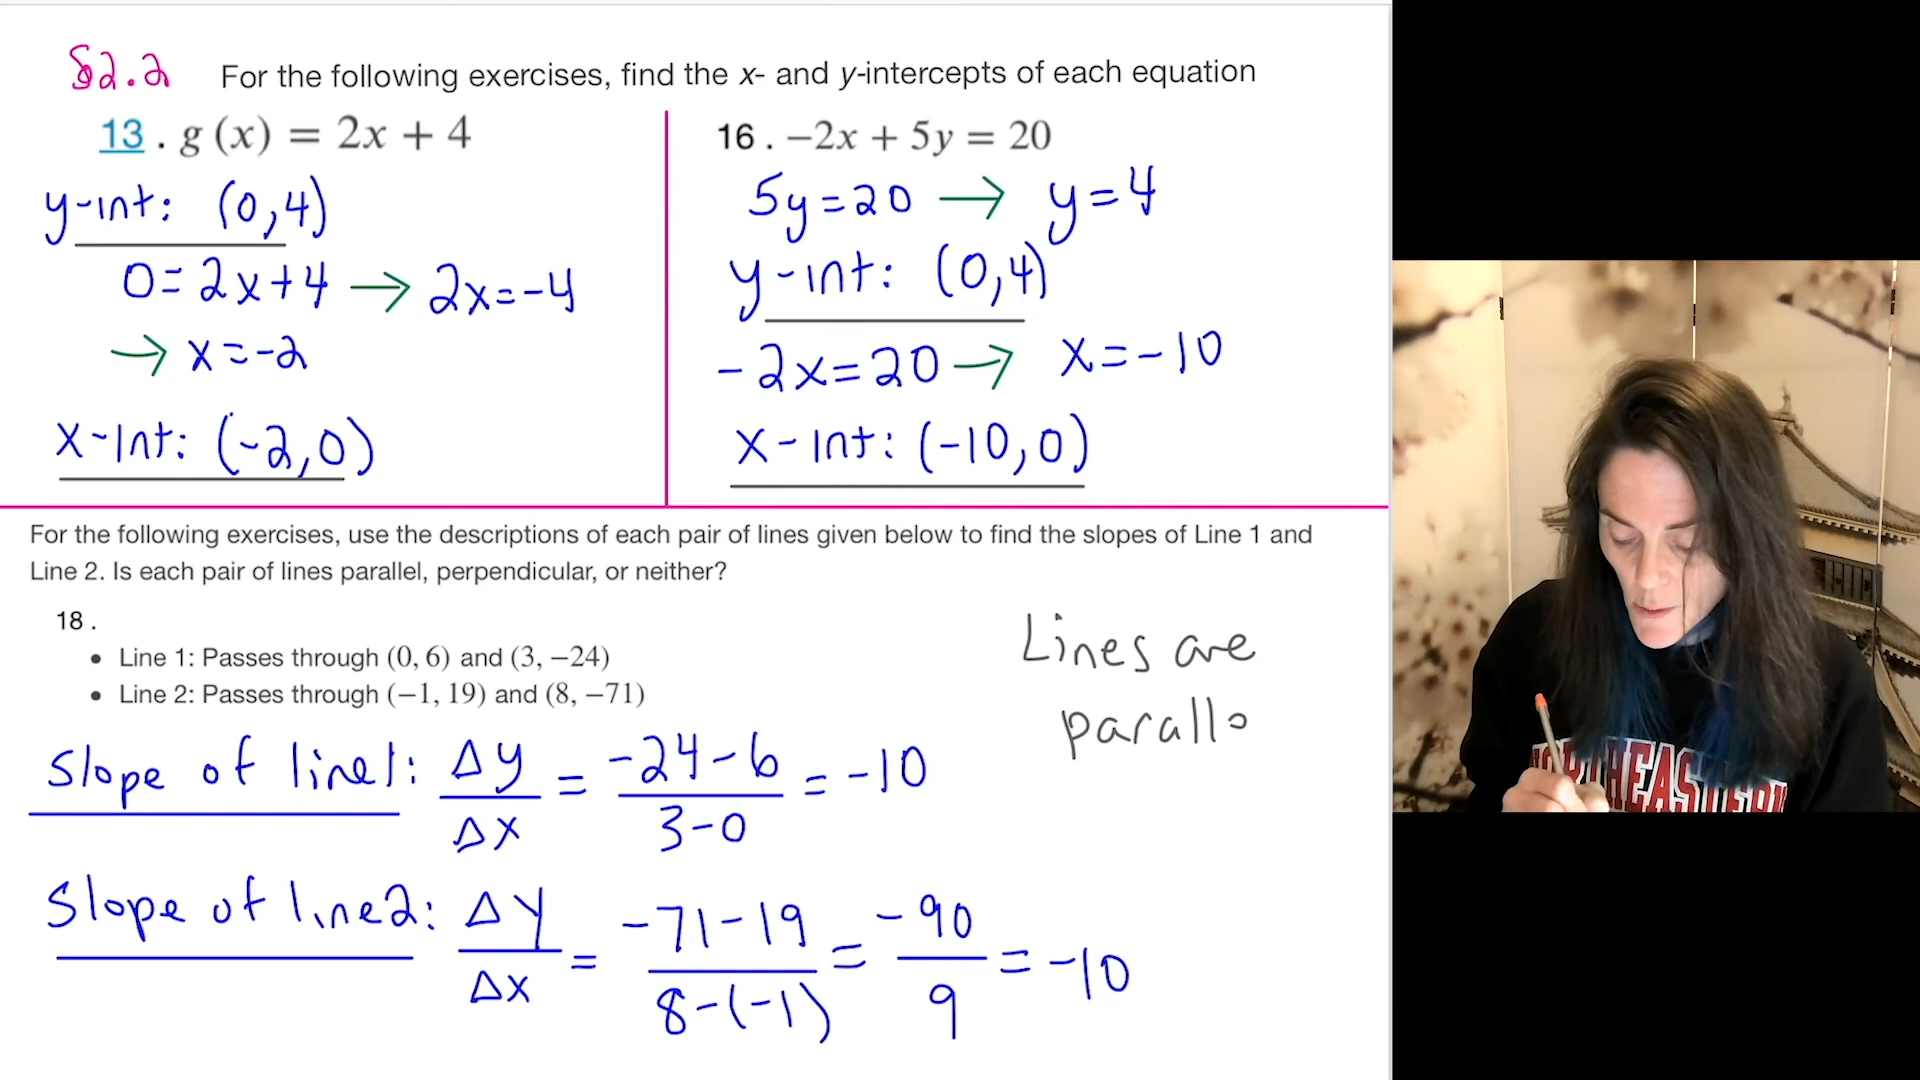 §2.2 For the following exercises, find the x- and y-intercepts of each equation
13 . g (x) = 2x + 4
y-int: (0,4)
0=2x+4 → 2x=-4
→ x=-2
x-int: (-2,0)
16 . −2x + 5y = 20
5y=20 → y=4
y-int: (0,4)
-2x=20 → x=-10
x-int: (-10,0)
For the following exercises, use the descriptions of each pair of lines given below to find the slopes of Line 1 and
Line 2. Is each pair of lines parallel, perpendicular, or neither?
18 .
• Line 1: Passes through (0, 6) and (3, −24)
• Line 2: Passes through (−1, 19) and (8, −71)
Lines are
parallo
Slope of line1: Δy/Δx = -24-6/3-0 = -10
Slope of line2: Δy/Δx = -71-19/8-(-1) = -90/9 = -10
NORTHEASTERN